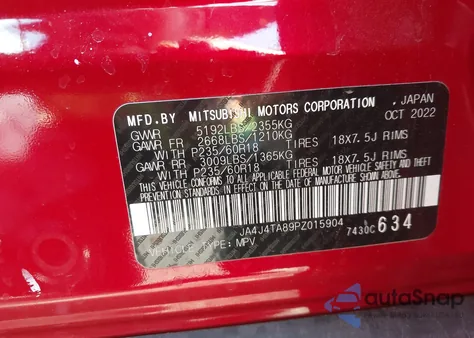 MFD.BY MITSUBISHI MOTORS CORPORATION , JAPAN
GVWR 5192LBS/2355KG OCT 2022
GAWR FR 2668LBS/1210KG
WITH P235/60R18 TIRES 18X7.5J RIMS
GAWR RR 3009LBS/1365KG
WITH P235/60R18 TIRES 18X7.5J RIMS
THIS VEHICLE CONFORMS TO ALL APPLICABLE
FEDERAL MOTOR VEHICLE SAFETY AND THEFT
PREVENTION STANDARDS IN EFFECT ON THE DATE
OF MANUFACTURE SHOWN ABOVE.
JA4J4TA89PZ015904 7430C 634
VEHICLE TYPE: MPV
autoSnap